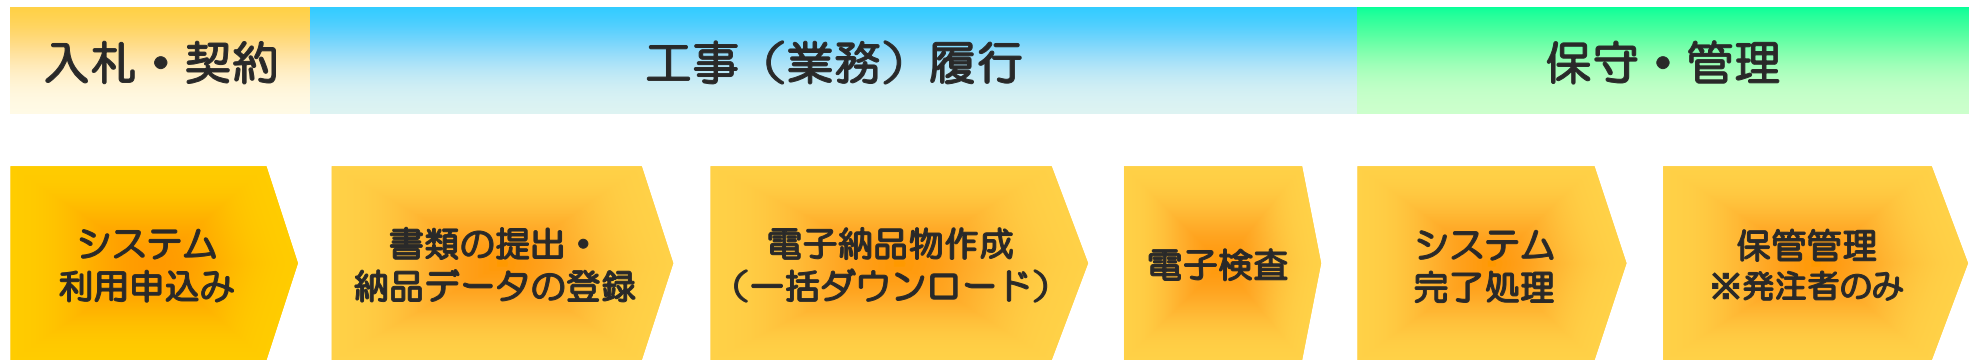 入札・契約
工事（業務）履行
保守・管理
システム
利用申込み
書類の提出・
納品データの登録
電子納品物作成
（一括ダウンロード）
電子検査
システム
完了処理
保管管理
※発注者のみ